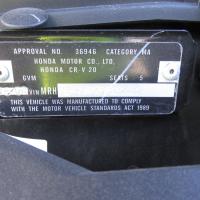 APPROVAL NO. 36946 CATEGORY MA
HONDA MOTOR CO., LTD.
HONDA CR-V 20
GVM SEATS 5
VIN MRH
THIS VEHICLE WAS MANUFACTURED TO COMPLY
WITH THE MOTOR VEHICLE STANDARDS ACT 1989